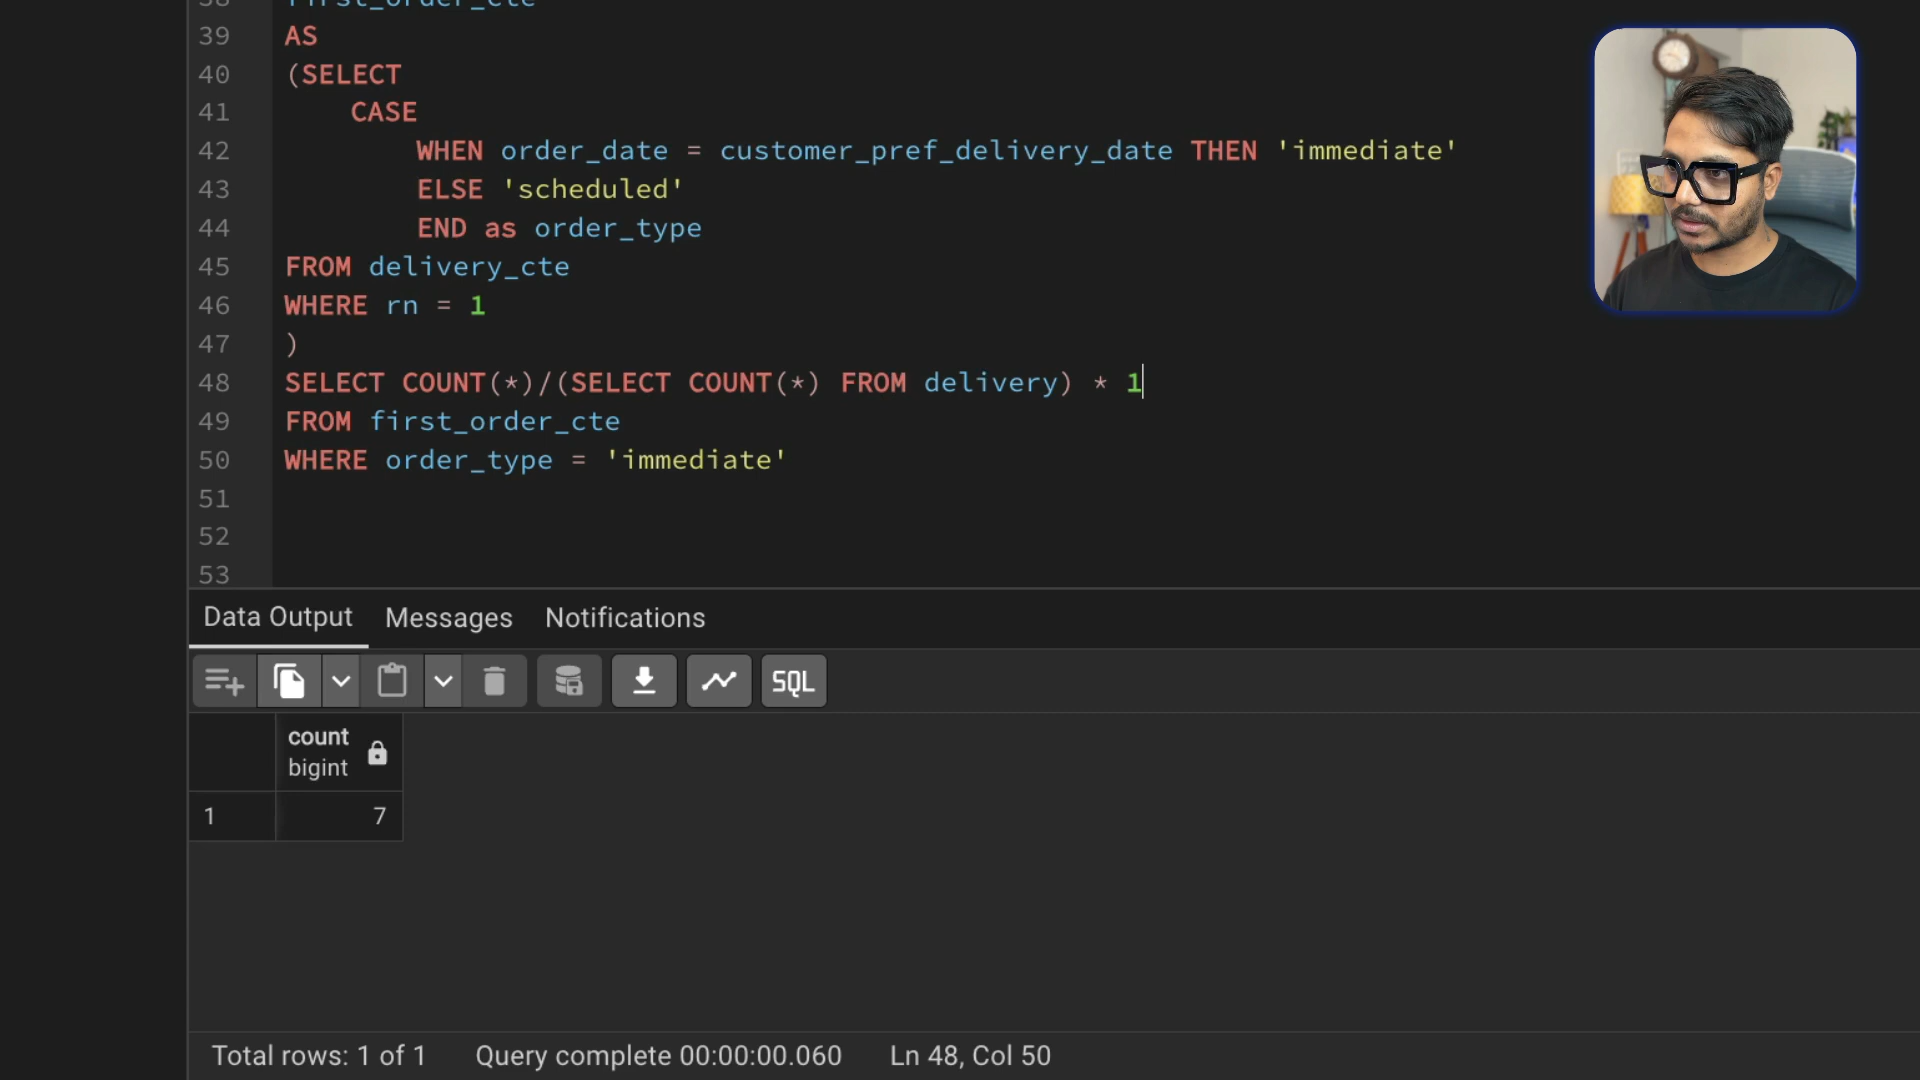 38 first_order_cte
39 AS
40 (SELECT
41 CASE
42 WHEN order_date = customer_pref_delivery_date THEN 'immediate'
43 ELSE 'scheduled'
44 END as order_type
45 FROM delivery_cte
46 WHERE rn = 1
47 )
48 SELECT COUNT(*)/(SELECT COUNT(*) FROM delivery) * 1
49 FROM first_order_cte
50 WHERE order_type = 'immediate'
51
52
53
Data Output Messages Notifications
SQL
count
bigint
1 7
Total rows: 1 of 1 Query complete 00:00:00.060 Ln 48, Col 50